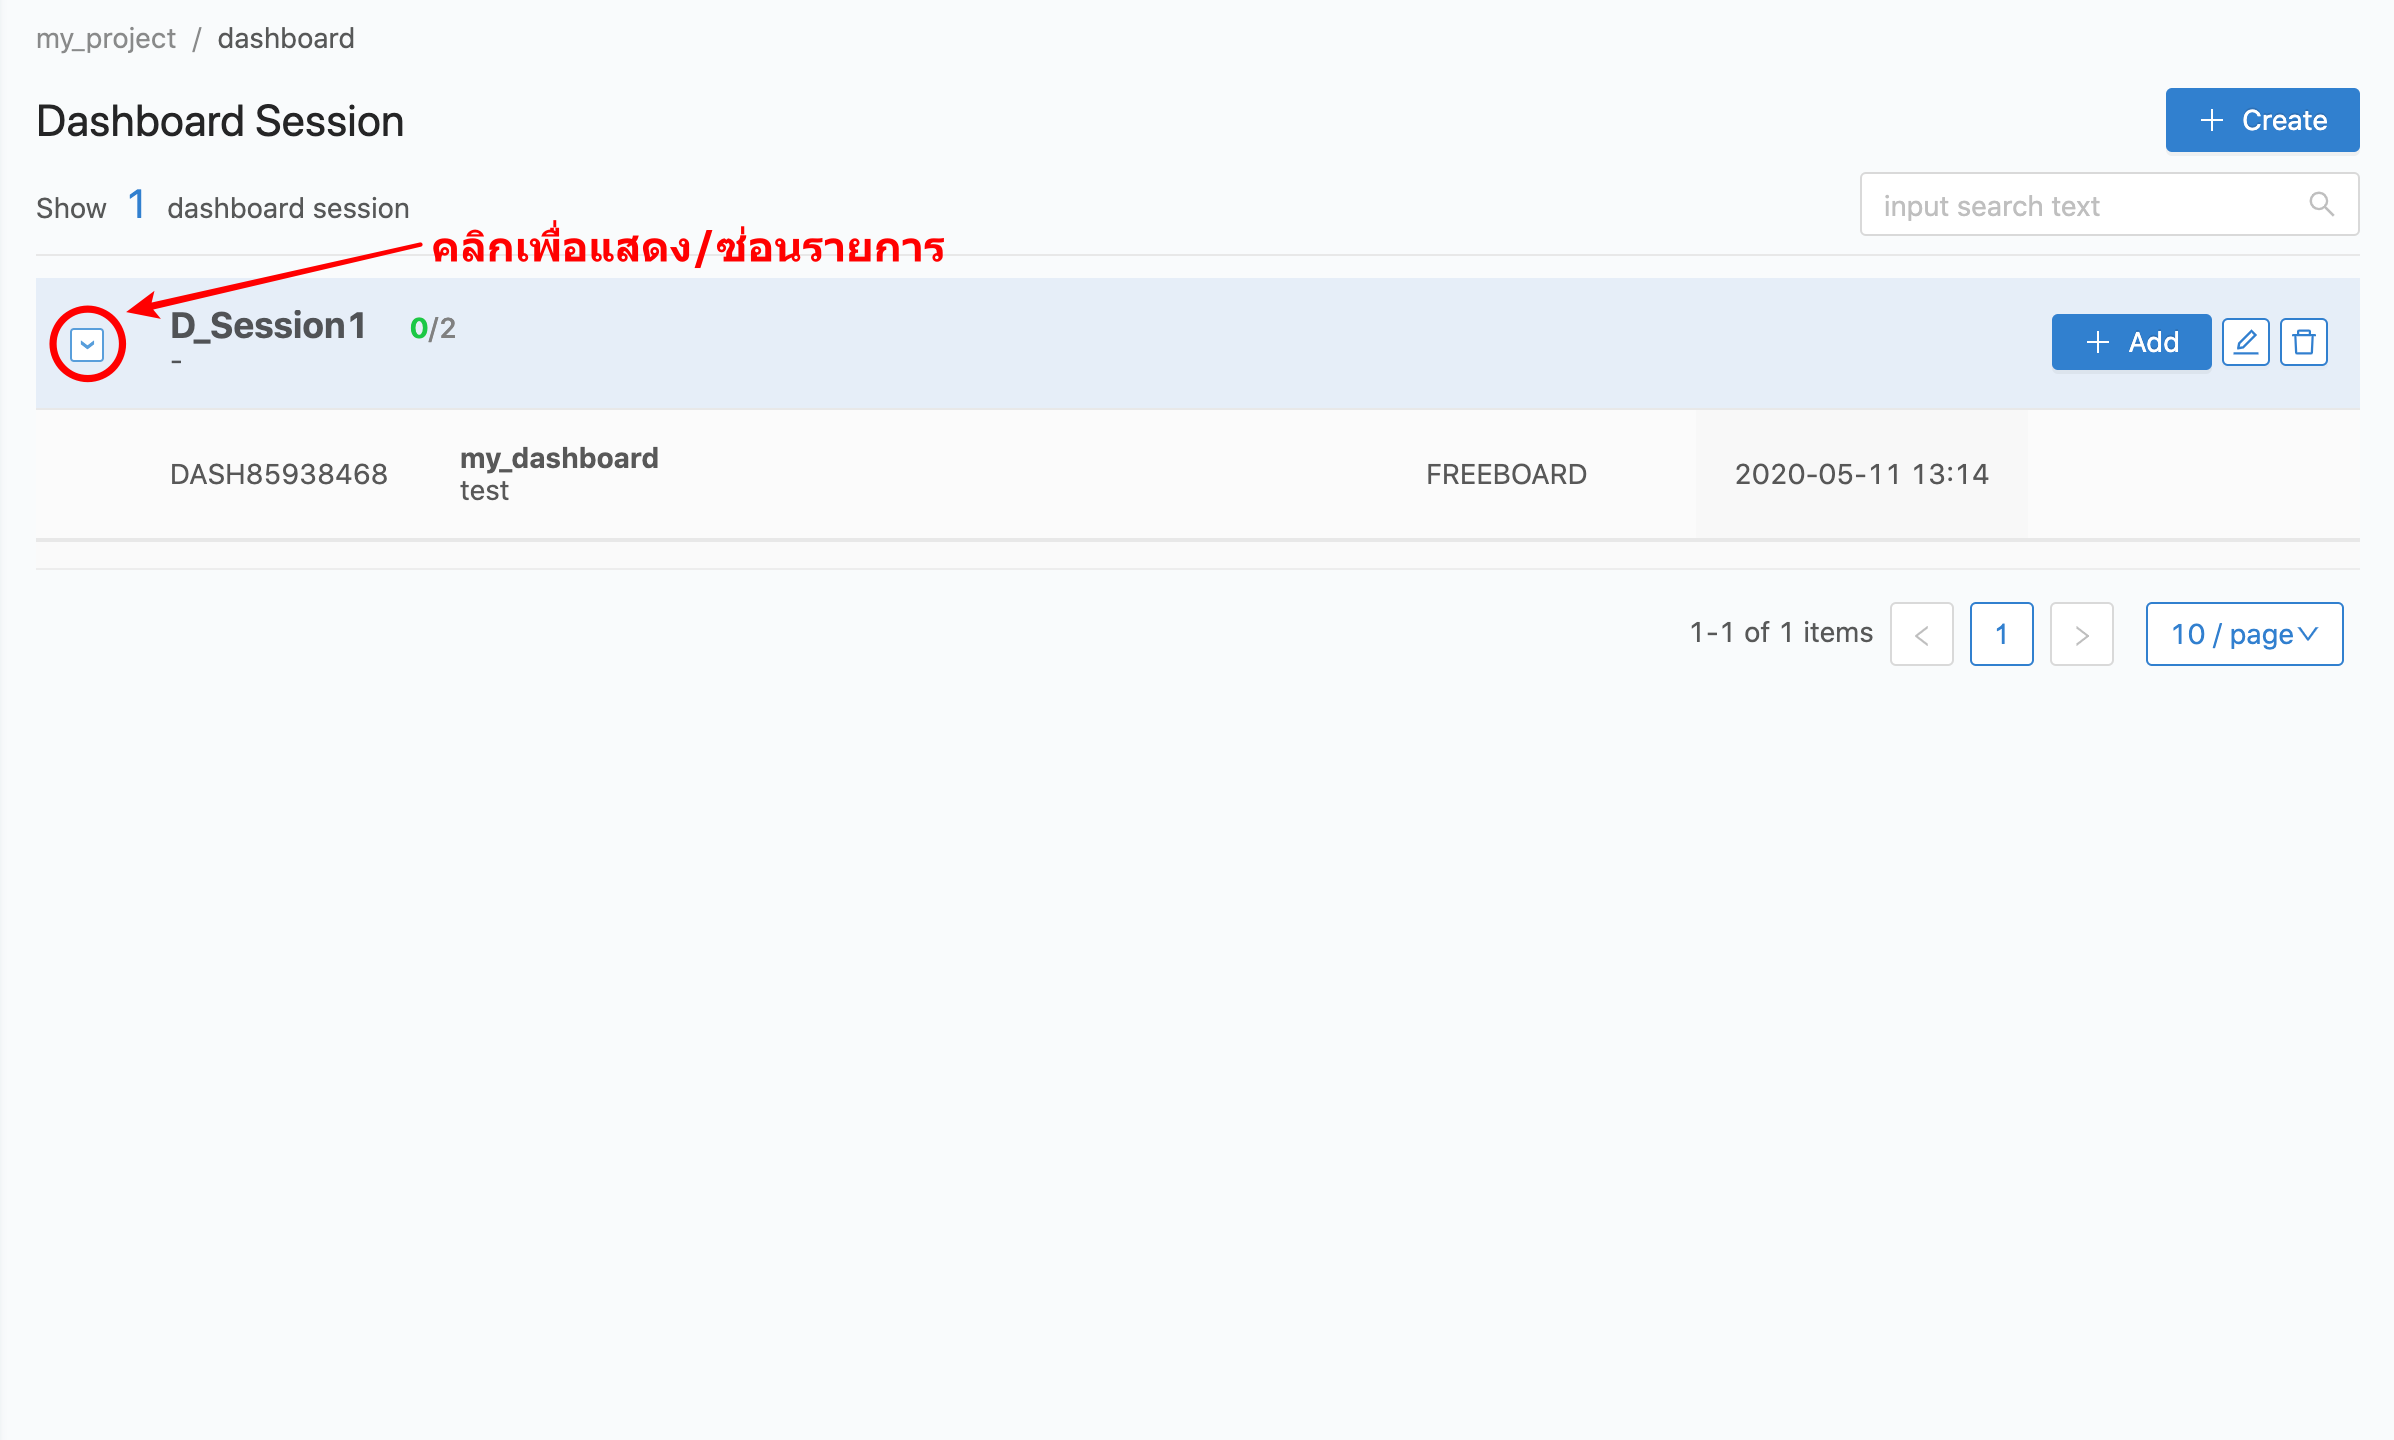 my_project / dashboard
Dashboard Session
+ Create
Show 1 dashboard session
input search text
คลิกเพื่อแสดง/ซ่อนรายการ
D_Session1 0/2
-
+ Add
DASH85938468 my_dashboard FREEBOARD 2020-05-11 13:14
test
1-1 of 1 items < 1 > 10 / page